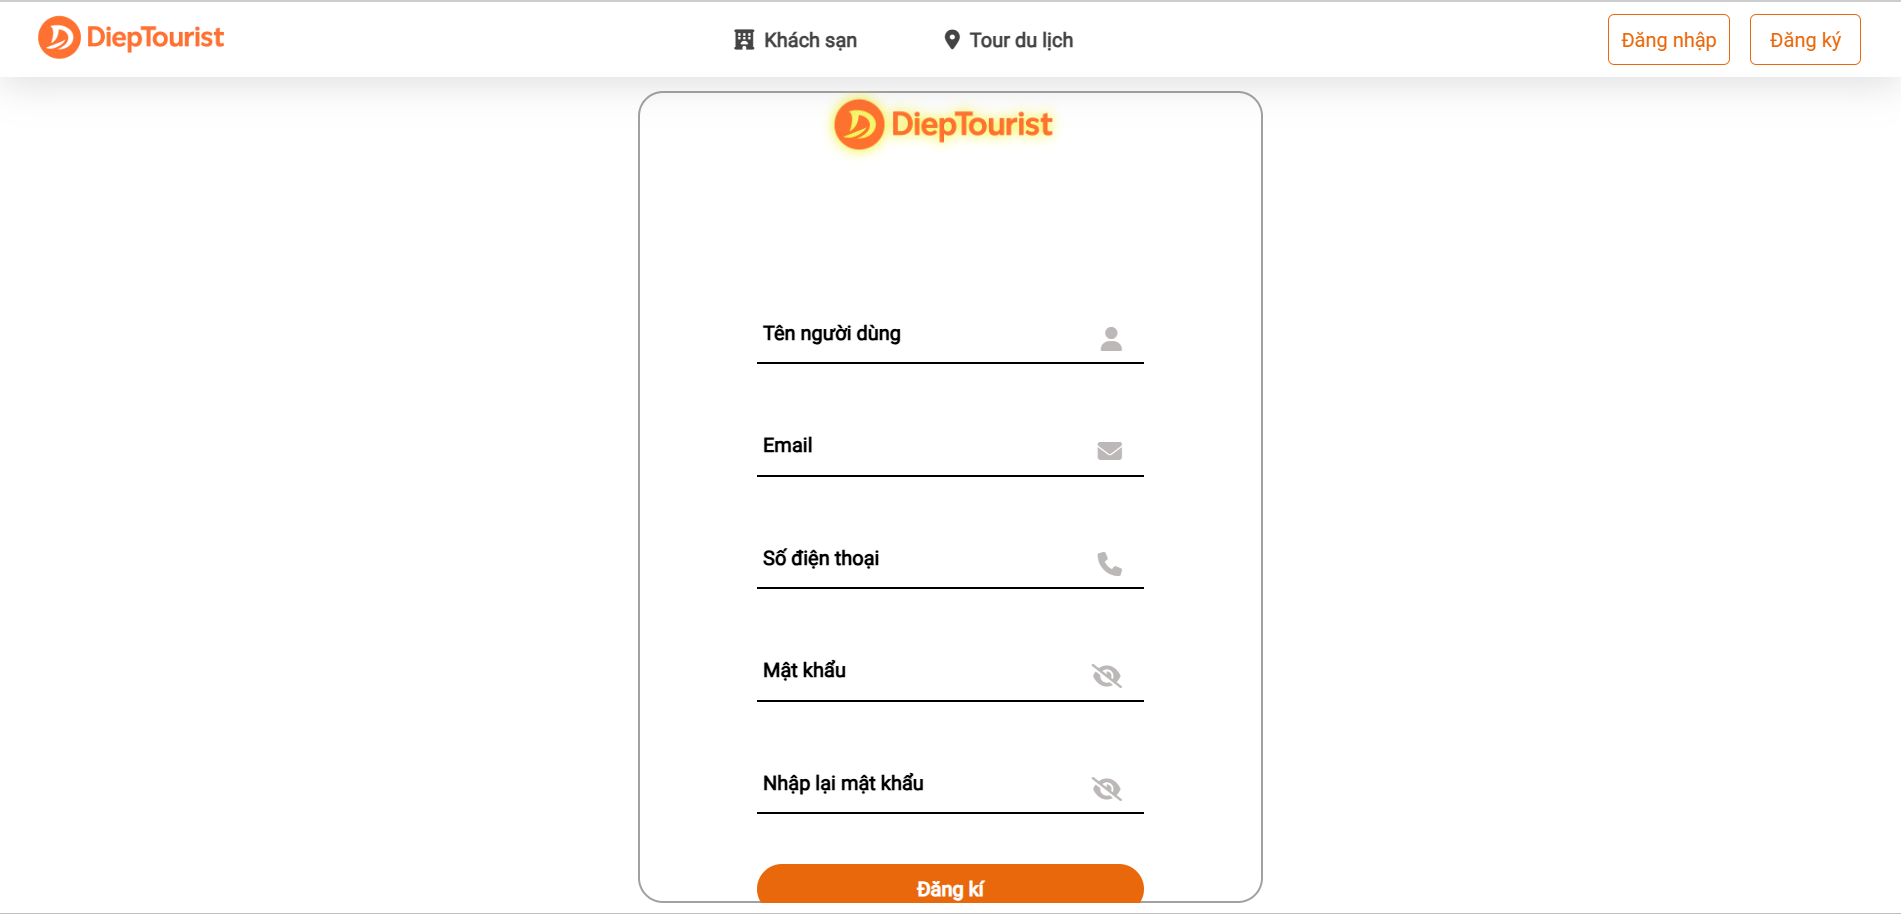 DiepTourist
Khách sạn
Tour du lịch
Đăng nhập
Đăng ký
DiepTourist
Tên người dùng
Email
Số điện thoại
Mật khẩu
Nhập lại mật khẩu
Đăng kí